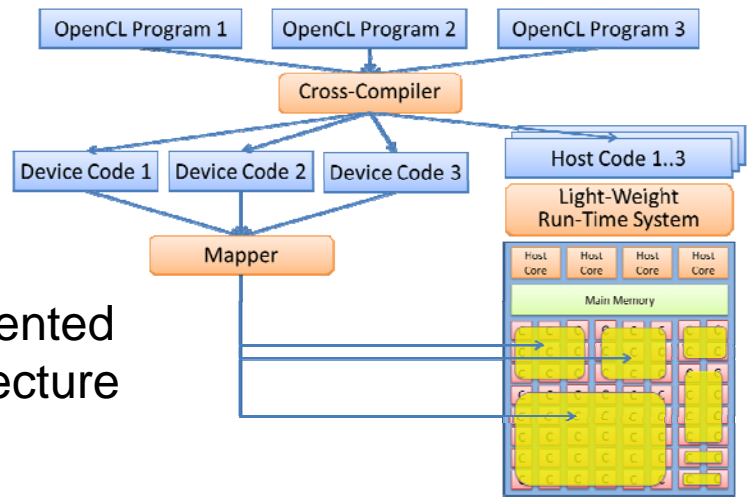 OpenCL Program 1
OpenCL Program 2
OpenCL Program 3
Cross-Compiler
Device Code 1
Device Code 2
Device Code 3
Host Code 1..3
Light-Weight
Run-Time System
Mapper
Host Host Host Host
Core Core Core Core
Main Memory
ented
ecture